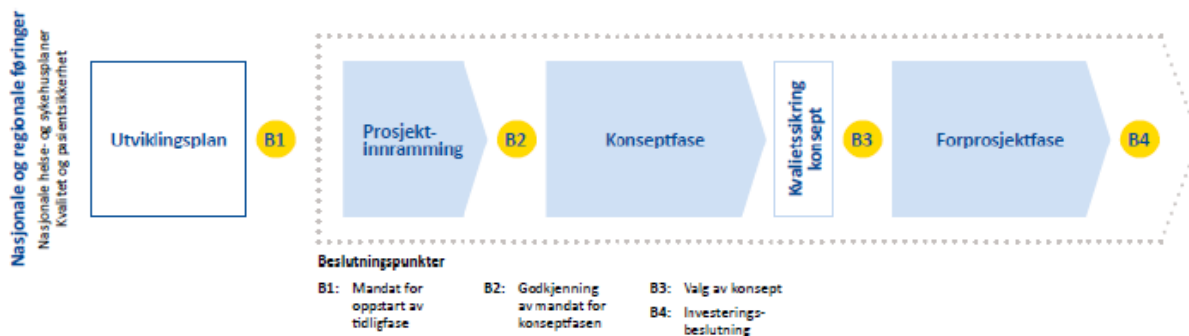 Nasjonale og regionale føringer
Nasjonale helse- og sykehusplaner
Kvalitet og pasientsikkerhet
Utviklingsplan
B1
Prosjekt-
innramming
B2
Konseptfase
Kvalietssikring
konsept
B3
Forprosjektfase
B4
Beslutningspunkter
B1: Mandat for
oppstart av
tidligfase
B2: Godkjenning
av mandat for
konseptfasen
B3: Valg av konsept
B4: Investerings-
beslutning